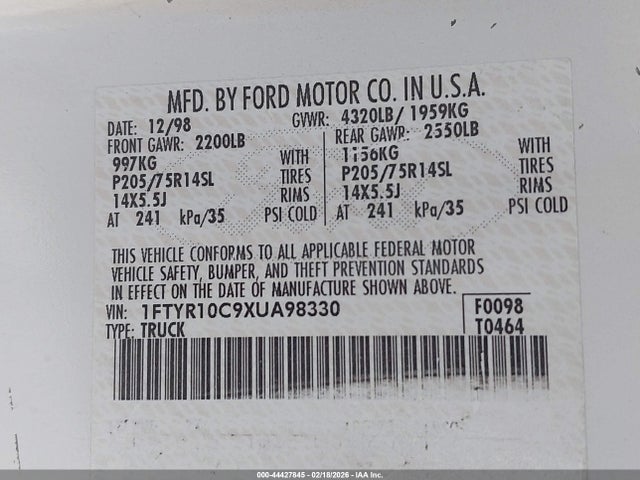 MFD. BY FORD MOTOR CO. IN U.S.A.
DATE: 12/98 GVWR: 4320LB/ 1959KG
FRONT GAWR: 2200LB REAR GAWR: 2550LB
997KG WITH 1156KG WITH
P205/75R14SL TIRES P205/75R14SL TIRES
14X5.5J RIMS 14X5.5J RIMS
AT 241 kPa/35 PSI COLD AT 241 kPa/35 PSI COLD
THIS VEHICLE CONFORMS TO ALL APPLICABLE FEDERAL MOTOR
VEHICLE SAFETY, BUMPER, AND THEFT PREVENTION STANDARDS
IN EFFECT ON THE DATE OF MANUFACTURE SHOWN ABOVE.
VIN: 1FTYR10C9XUA98330 F0098
TYPE: TRUCK T0464
000-44427845 - 02/18/2026 - IAA Inc.